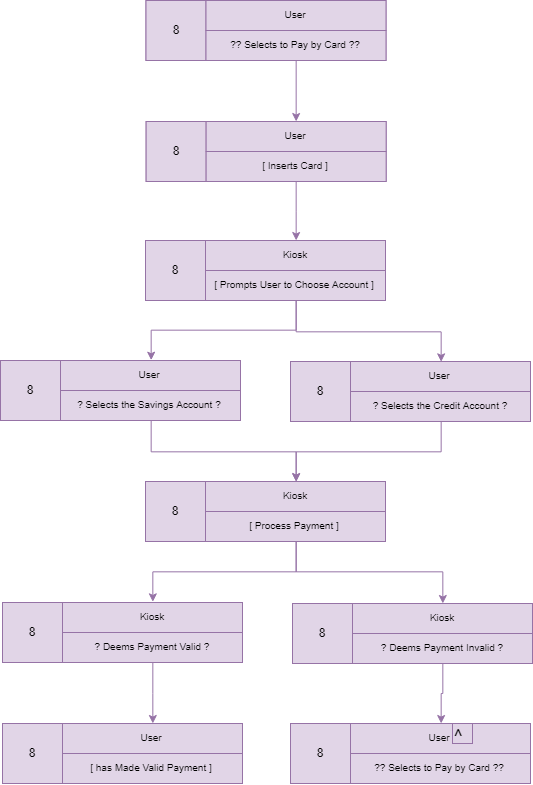 8
User
?? Selects to Pay by Card ??
8
User
[ Inserts Card ]
8
Kiosk
[ Prompts User to Choose Account ]
8
User
? Selects the Savings Account ?
8
User
? Selects the Credit Account ?
8
Kiosk
[ Process Payment ]
8
Kiosk
? Deems Payment Valid ?
8
Kiosk
? Deems Payment Invalid ?
8
User
[ has Made Valid Payment ]
8
User ^
?? Selects to Pay by Card ??